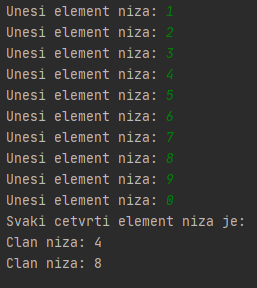 Unesi element niza: 1
Unesi element niza: 2
Unesi element niza: 3
Unesi element niza: 4
Unesi element niza: 5
Unesi element niza: 6
Unesi element niza: 7
Unesi element niza: 8
Unesi element niza: 9
Unesi element niza: 0
Svaki cetvrti element niza je:
Clan niza: 4
Clan niza: 8